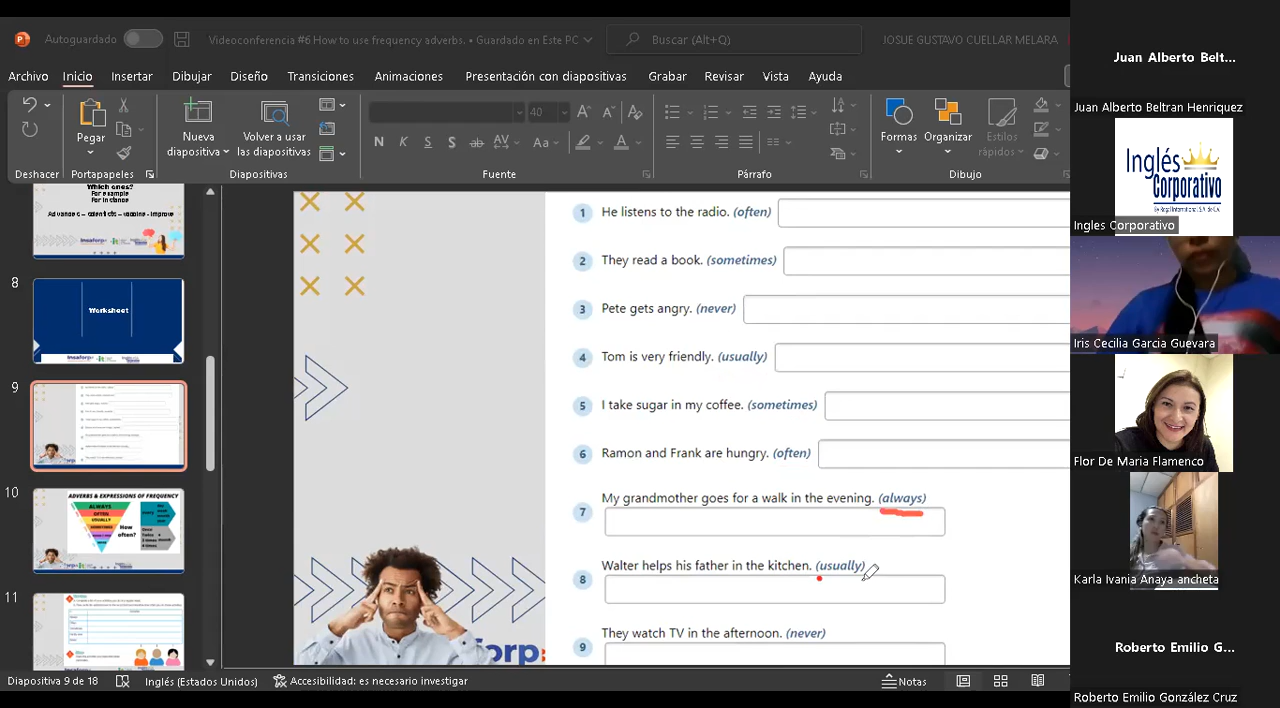 Autoguardado
Videoconferencia #6 How to use frequency adverbs. • Guardado en Este PC
Buscar (Alt+Q)
JOSUE GUSTAVO CUELLAR MELARA
Archivo Inicio Insertar Dibujar Diseño Transiciones Animaciones Presentación con diapositivas Grabar Revisar Vista Ayuda
Pegar
Nueva diapositiva
Volver a usar las diapositivas
40
N K S S ab AV Aa A
Formas
Organizar
Estilos rápidos
Deshacer Portapapeles Diapositivas Fuente Párrafo Dibujo
Which ones?
For example
For instance
8
Worksheet
9
10
ADVERBS & EXPRESSIONS OF FREQUENCY
ALWAYS
OFTEN
USUALLY
SOMETIMES
How often?
11
1 He listens to the radio. (often)
2 They read a book. (sometimes)
3 Pete gets angry. (never)
4 Tom is very friendly. (usually)
5 I take sugar in my coffee. (sometimes)
6 Ramon and Frank are hungry. (often)
My grandmother goes for a walk in the evening. (always)
7
Walter helps his father in the kitchen. (usually)
8
They watch TV in the afternoon. (never)
9
Diapositiva 9 de 18
Inglés (Estados Unidos)
Accesibilidad: es necesario investigar
Notas
Juan Alberto Belt...
Juan Alberto Beltran Henriquez
Inglés
Corporativo
Ingles Corporativo
Iris Cecilia Garcia Guevara
Flor De Maria Flamenco
Karla Ivania Anaya ancheta
Roberto Emilio G...
Roberto Emilio González Cruz